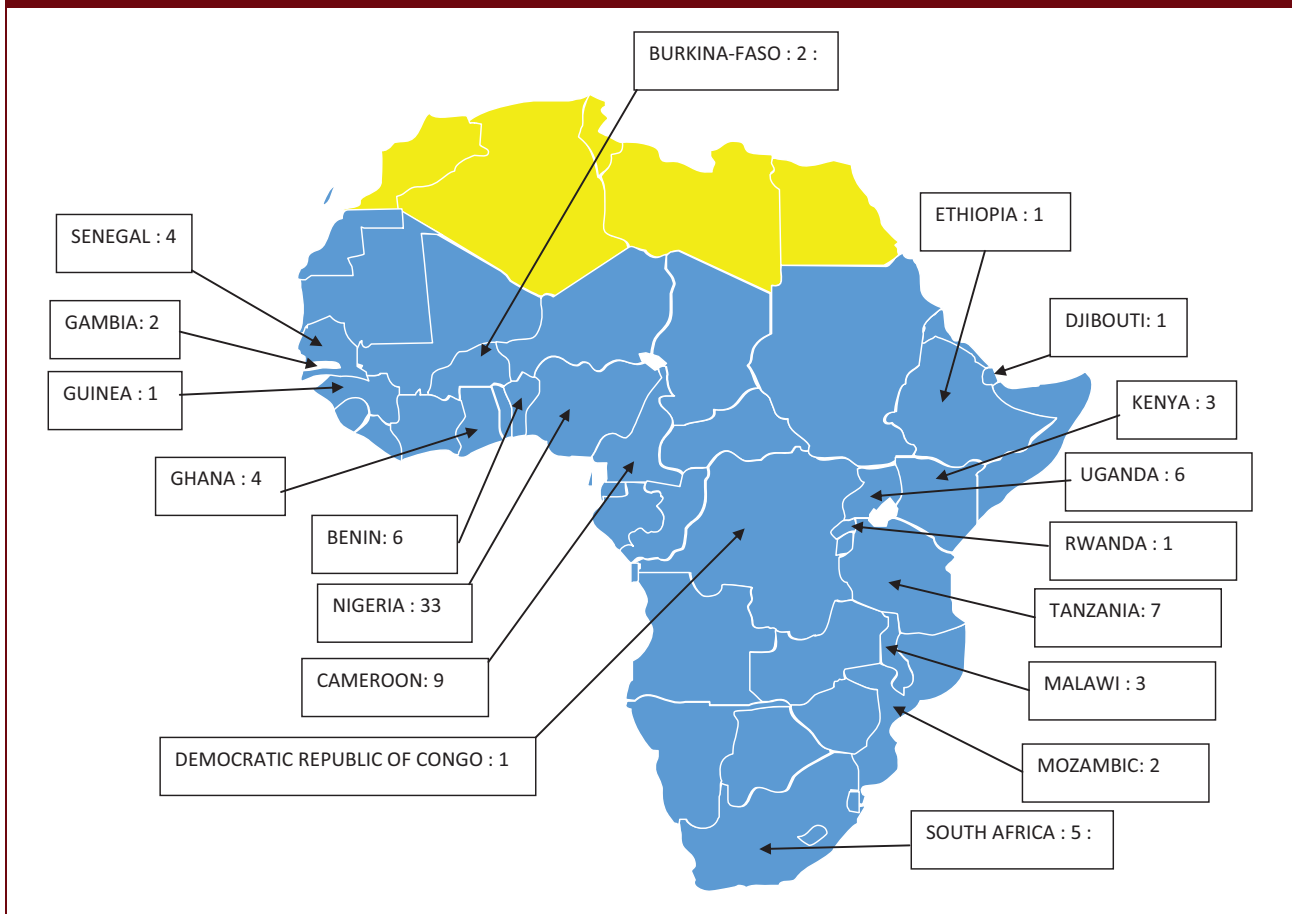 BURKINA-FASO : 2 :
ETHIOPIA : 1
SENEGAL : 4
GAMBIA: 2
DJIBOUTI: 1
GUINEA : 1
KENYA : 3
GHANA : 4
UGANDA : 6
BENIN: 6
RWANDA : 1
NIGERIA : 33
TANZANIA: 7
CAMEROON: 9
MALAWI : 3
DEMOCRATIC REPUBLIC OF CONGO : 1
MOZAMBIC: 2
SOUTH AFRICA : 5 :